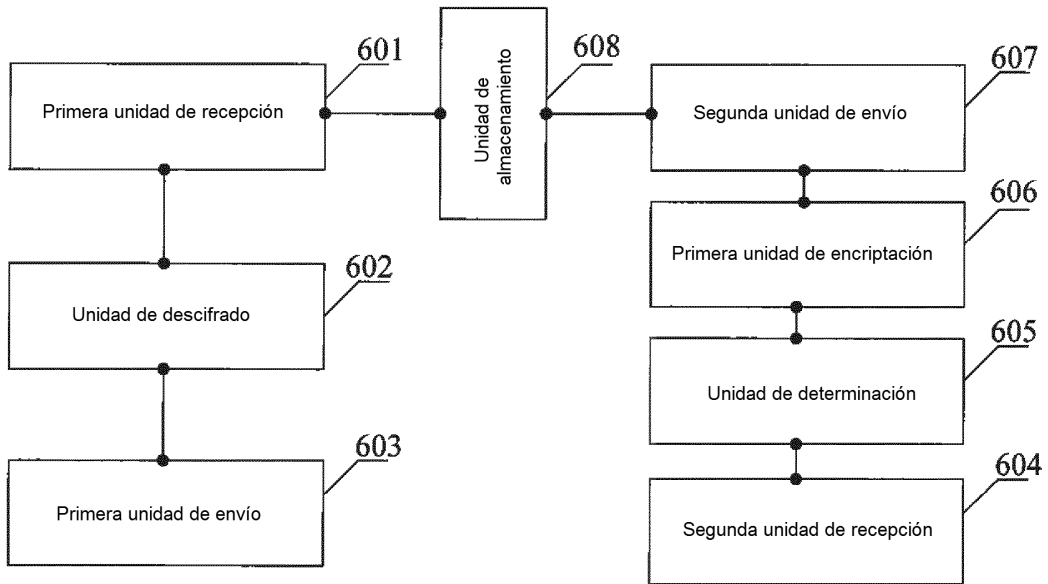 601
Primera unidad de recepción
Unidad de
almacenamiento
608
607
Segunda unidad de envío
606
Primera unidad de encriptación
602
Unidad de descifrado
605
Unidad de determinación
603
Primera unidad de envío
604
Segunda unidad de recepción